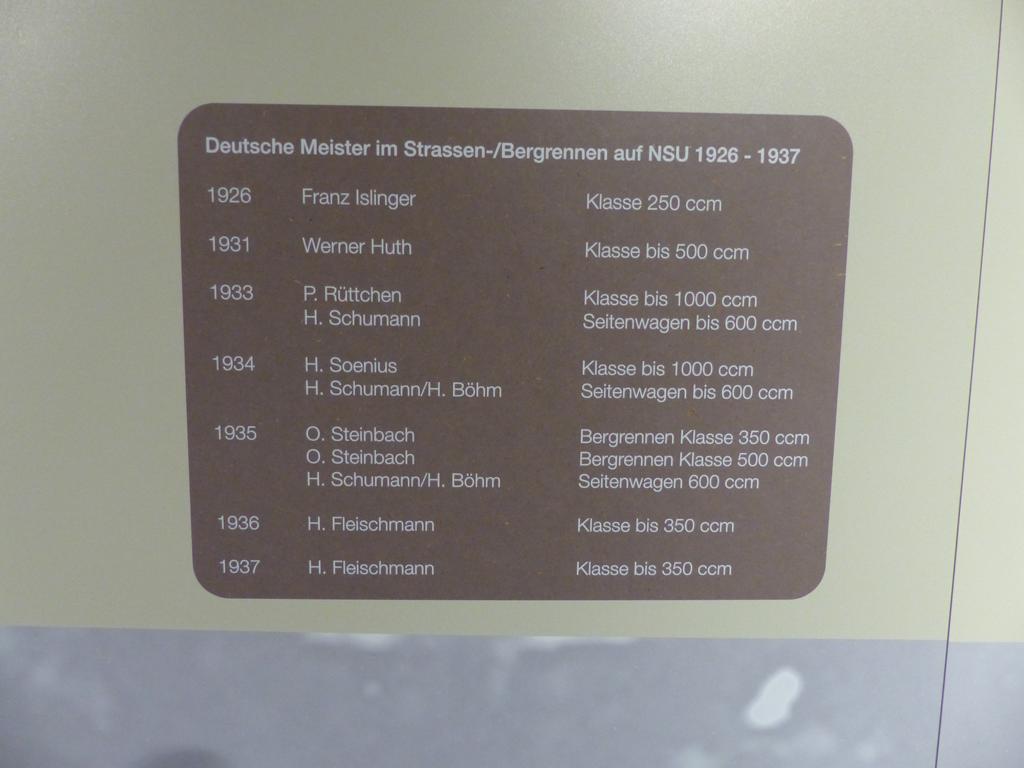 Deutsche Meister im Strassen-/Bergrennen auf NSU 1926 - 1937
1926 Franz Islinger Klasse 250 ccm
1931 Werner Huth Klasse bis 500 ccm
1933 P. Rüttchen Klasse bis 1000 ccm
H. Schumann Seitenwagen bis 600 ccm
1934 H. Soenius Klasse bis 1000 ccm
H. Schumann/H. Böhm Seitenwagen bis 600 ccm
1935 O. Steinbach Bergrennen Klasse 350 ccm
O. Steinbach Bergrennen Klasse 500 ccm
H. Schumann/H. Böhm Seitenwagen 600 ccm
1936 H. Fleischmann Klasse bis 350 ccm
1937 H. Fleischmann Klasse bis 350 ccm